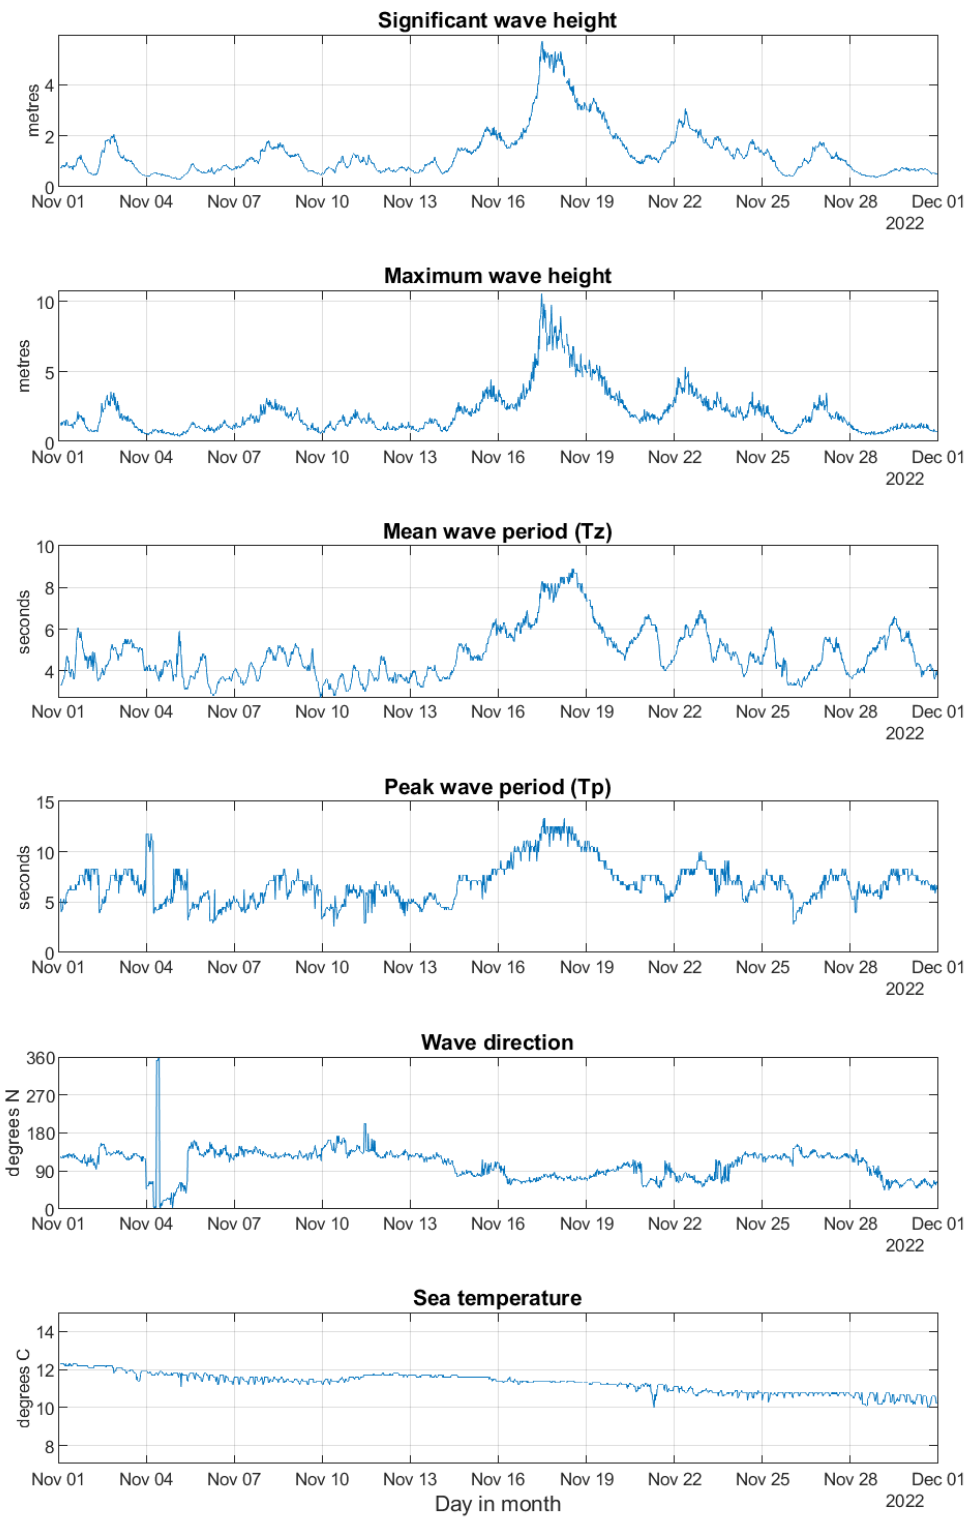 Significant wave height
metres
4
2
0
Nov 01 Nov 04 Nov 07 Nov 10 Nov 13 Nov 16 Nov 19 Nov 22 Nov 25 Nov 28 Dec 01
2022
Maximum wave height
metres
10
5
0
Nov 01 Nov 04 Nov 07 Nov 10 Nov 13 Nov 16 Nov 19 Nov 22 Nov 25 Nov 28 Dec 01
2022
Mean wave period (Tz)
seconds
10
8
6
4
Nov 01 Nov 04 Nov 07 Nov 10 Nov 13 Nov 16 Nov 19 Nov 22 Nov 25 Nov 28 Dec 01
2022
Peak wave period (Tp)
seconds
15
10
5
0
Nov 01 Nov 04 Nov 07 Nov 10 Nov 13 Nov 16 Nov 19 Nov 22 Nov 25 Nov 28 Dec 01
2022
Wave direction
degrees N
360
270
180
90
0
Nov 01 Nov 04 Nov 07 Nov 10 Nov 13 Nov 16 Nov 19 Nov 22 Nov 25 Nov 28 Dec 01
2022
Sea temperature
degrees C
14
12
10
8
Nov 01 Nov 04 Nov 07 Nov 10 Nov 13 Nov 16 Nov 19 Nov 22 Nov 25 Nov 28 Dec 01
Day in month
2022